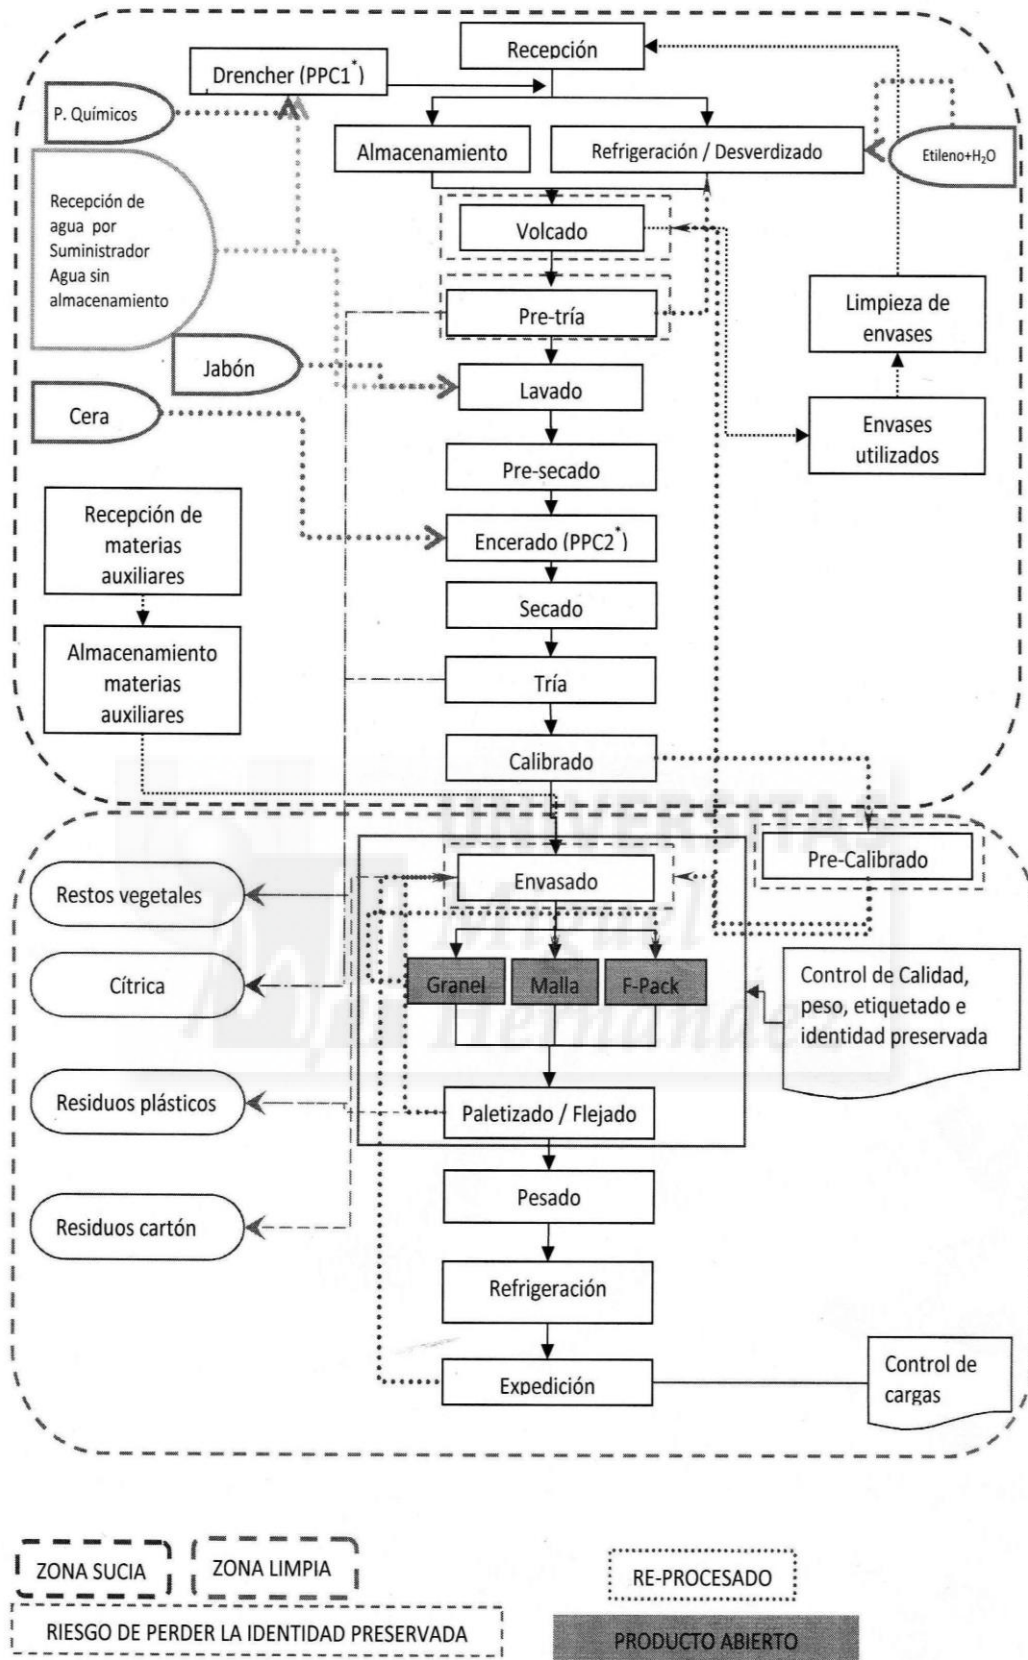 Recepción
Drencher (PPC1*)
P. Químicos
Almacenamiento
Refrigeración / Desverdizado
Etileno+H₂O
Recepción de
agua por
Suministrador
Agua sin
almacenamiento
Volcado
Pre-tría
Limpieza de
envases
Jabón
Lavado
Cera
Envases
utilizados
Pre-secado
Recepción de
materias
auxiliares
Encerado (PPC2*)
Secado
Almacenamiento
materias
auxiliares
Tría
Calibrado
UNIVERSITAS
Miguel
Hernández
Pre-Calibrado
Envasado
Restos vegetales
Cítrica
Granel
Malla
F-Pack
Control de Calidad,
peso, etiquetado e
identidad preservada
Residuos plásticos
Paletizado / Flejado
Pesado
Residuos cartón
Refrigeración
Expedición
Control de
cargas
ZONA SUCIA
ZONA LIMPIA
RE-PROCESADO
RIESGO DE PERDER LA IDENTIDAD PRESERVADA
PRODUCTO ABIERTO